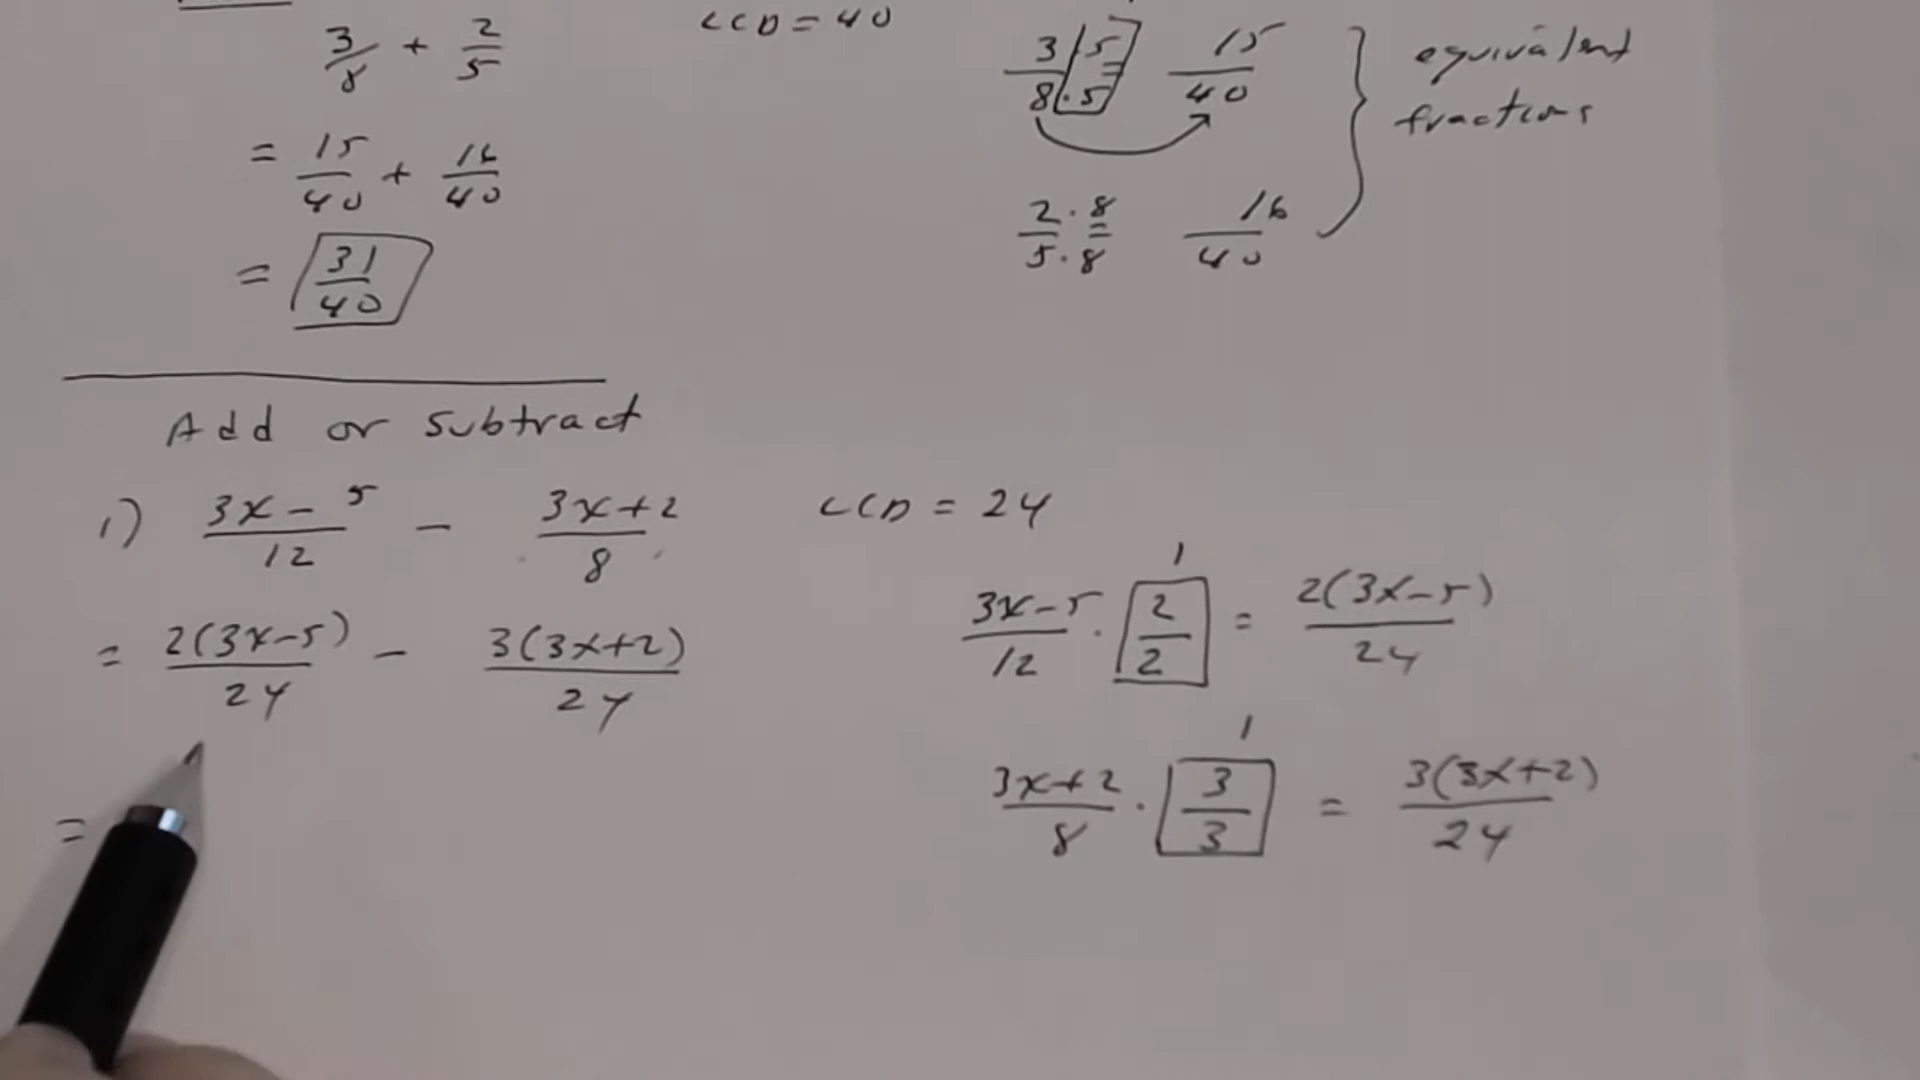 3/8 + 2/5
= 15/40 + 16/40
= 31/40
LCD = 40
3/8 · 5/5 = 15/40
2/5 · 8/8 = 16/40
} equivalent
fractions
Add or Subtract
1) (3x - 5)/12 - (3x+2)/8
= 2(3x-5)/24 - 3(3x+2)/24
=
LCD = 24
1
(3x-5)/12 · 2/2 = 2(3x-5)/24
1
(3x+2)/8 · 3/3 = 3(3x+2)/24